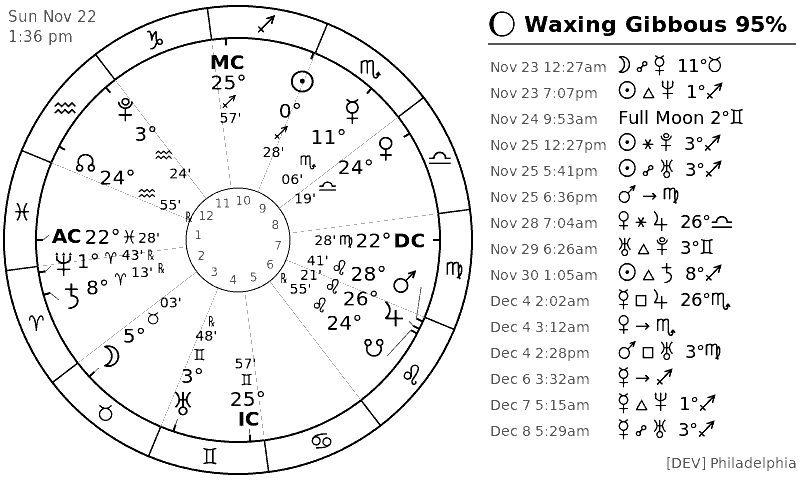 Sun Nov 22
1:36 pm
MC
25°
♐
57'
☉
0°
♐
28'
☿
11°
♏
06'
♀
24°
♎
19'
♇
3°
♒
24'
☊
24°
♒
55'
℞
AC 22° ♓ 28'
♆ 1° ♈ 43' ℞
♄ 8° ♈ 13' ℞
☽
5°
♉
03'
♅
3°
♊
48'
℞
57'
♊
25°
IC
28' ♍ 22° DC
41' ♌ 28° ♂
21' ♌ 26° ♃
℞ 55' ♌ 24° ☋
1
2
3
4
5
6
7
8
9
10
11
12
♑
♐
♏
♎
♍
♌
♋
♊
♉
♈
♓
♒
Waxing Gibbous 95%
Nov 23 12:27am ☽ ☍ ☿ 11°♉
Nov 23 7:07pm ☉ △ ♆ 1°♐
Nov 24 9:53am Full Moon 2°♊
Nov 25 12:27pm ☉ ⚹ ♇ 3°♐
Nov 25 5:41pm ☉ ☍ ♅ 3°♐
Nov 25 6:36pm ♂ → ♍
Nov 28 7:04am ♀ ⚹ ♃ 26°♎
Nov 29 6:26am ♅ △ ♇ 3°♊
Nov 30 1:05am ☉ △ ♄ 8°♐
Dec 4 2:02am ☿ □ ♃ 26°♏
Dec 4 3:12am ♀ → ♏
Dec 4 2:28pm ♂ □ ♅ 3°♍
Dec 6 3:32am ☿ → ♐
Dec 7 5:15am ☿ △ ♆ 1°♐
Dec 8 5:29am ☿ ☍ ♅ 3°♐
[DEV] Philadelphia